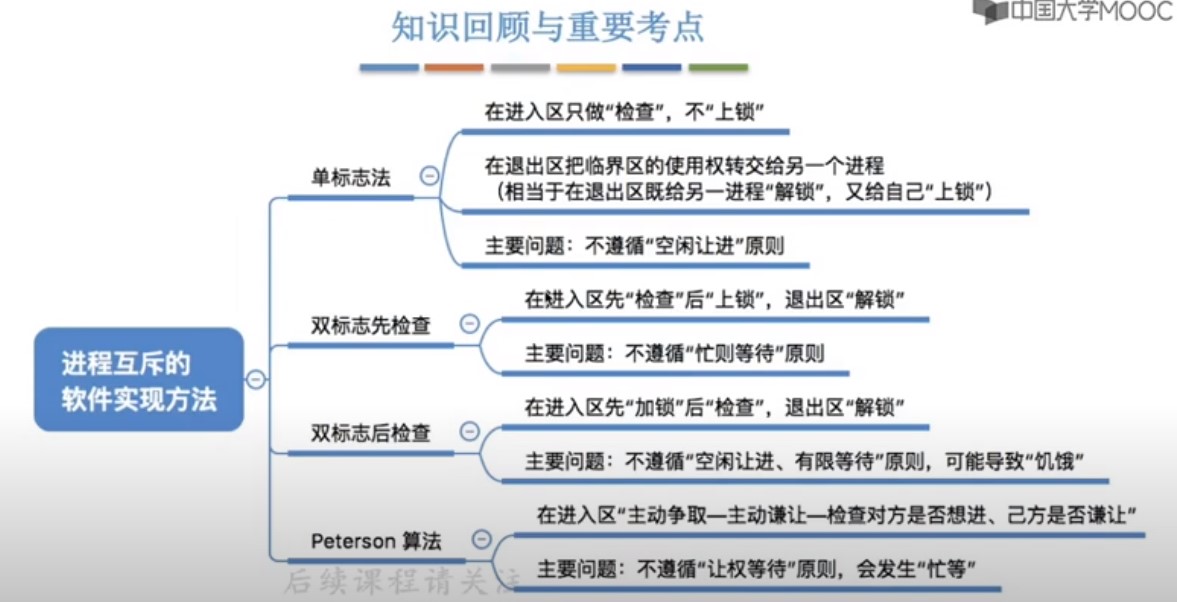 中国大学MOOC
知识回顾与重要考点
在进入区只做“检查”，不“上锁”
在退出区把临界区的使用权转交给另一个进程
（相当于在退出区既给另一进程“解锁”，又给自己“上锁”）
单标志法
主要问题：不遵循“空闲让进”原则
在进入区先“检查”后“上锁”，退出区“解锁”
双标志先检查
主要问题：不遵循“忙则等待”原则
进程互斥的
软件实现方法
在进入区先“加锁”后“检查”，退出区“解锁”
双标志后检查
主要问题：不遵循“空闲让进、有限等待”原则，可能导致“饥饿”
在进入区“主动争取—主动谦让—检查对方是否想进、己方是否谦让”
Peterson 算法
主要问题：不遵循“让权等待”原则，会发生“忙等”
后续课程请关注